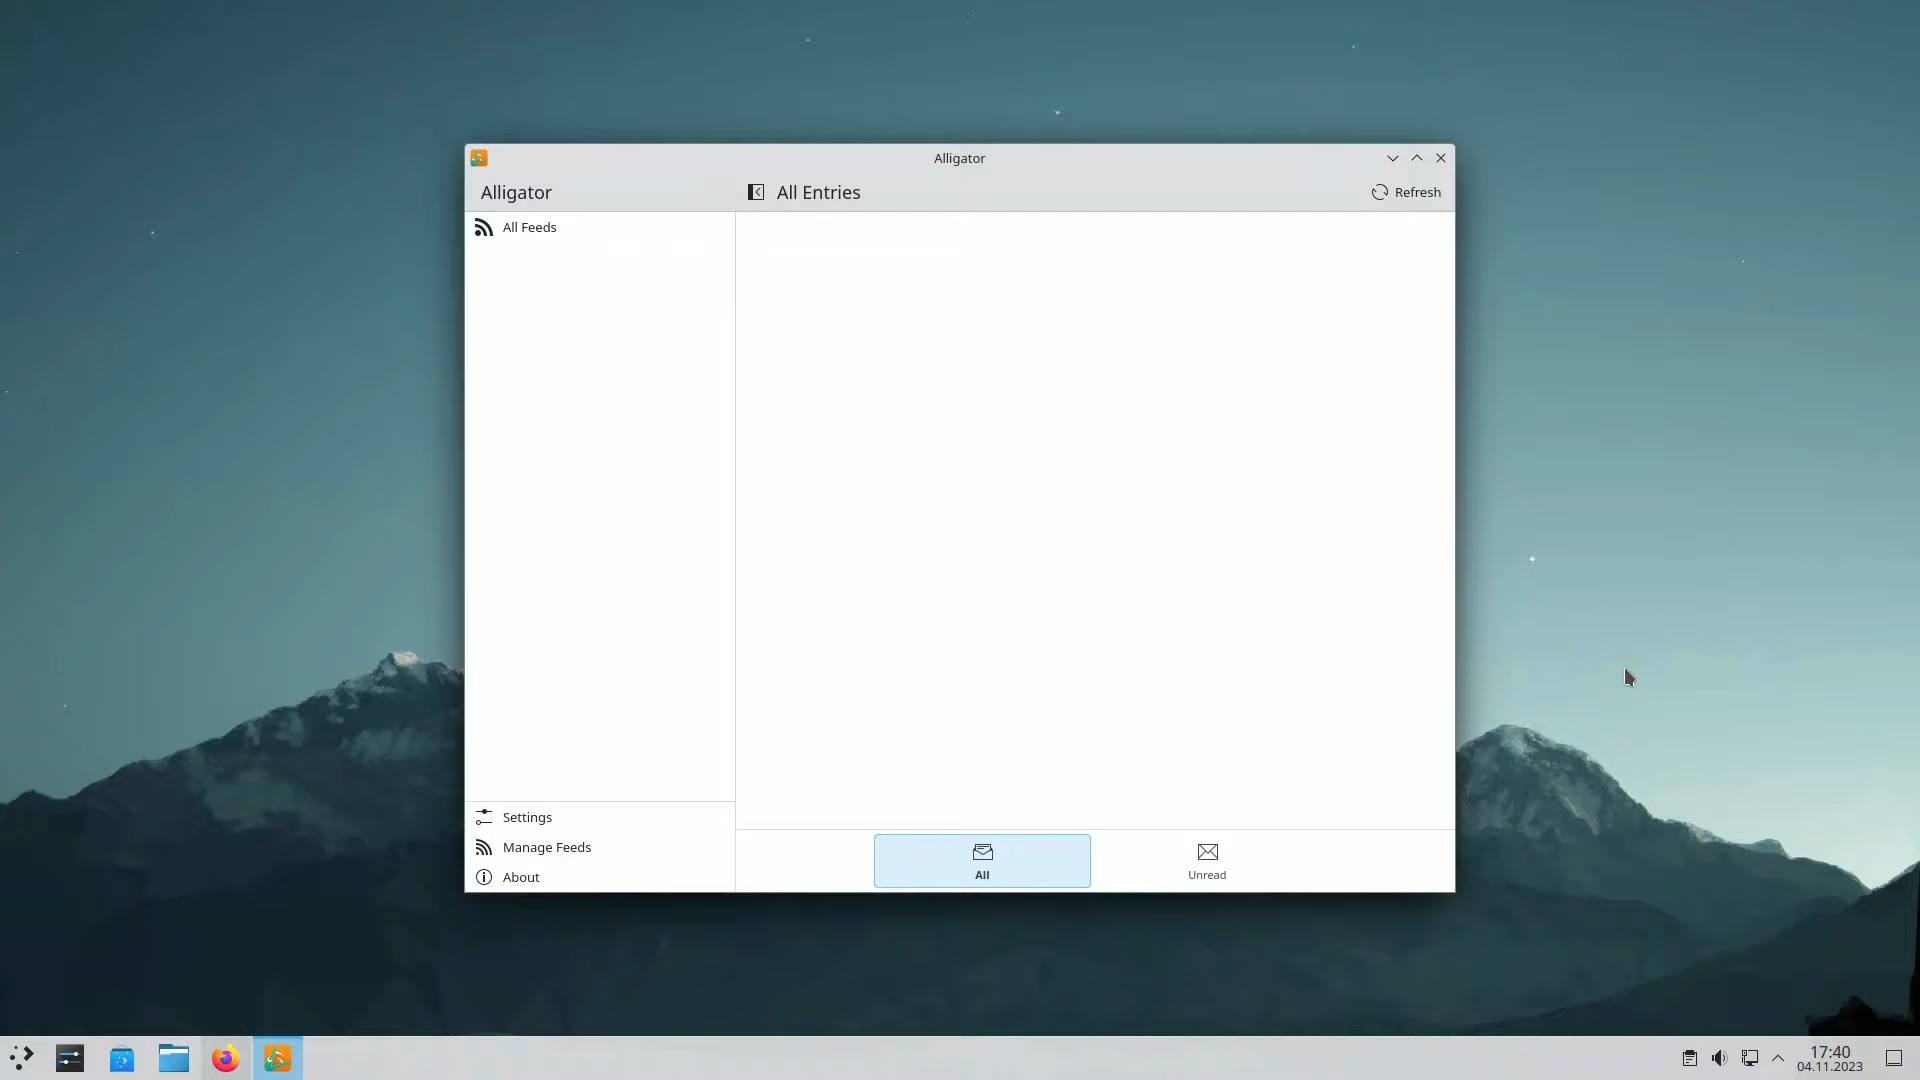 Alligator
Alligator
All Entries
Refresh
All Feeds
Settings
Manage Feeds
About
All
Unread
17:40
04.11.2023